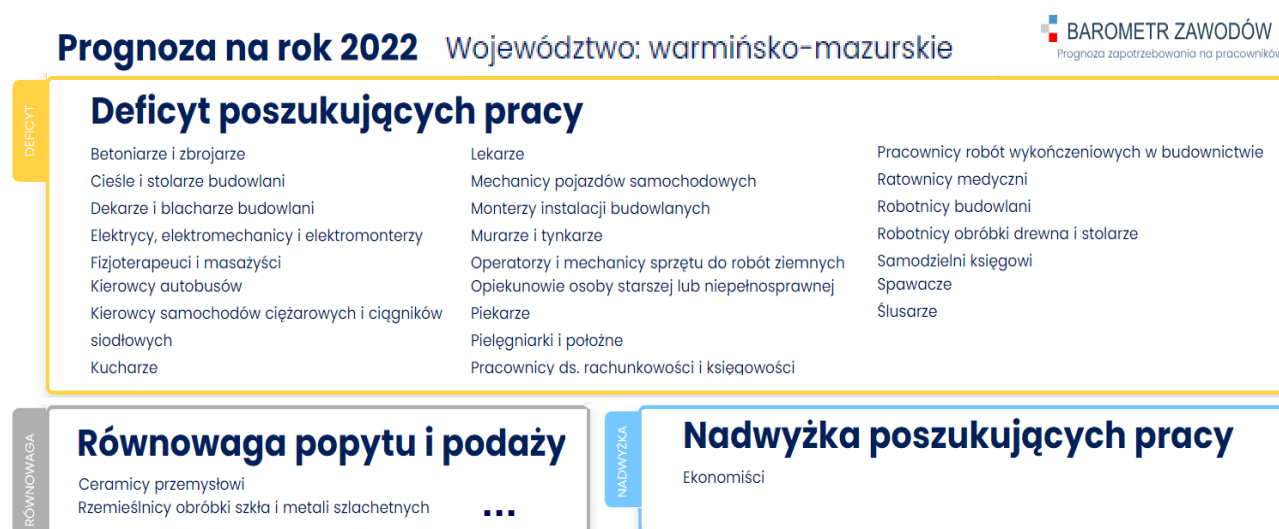 Prognoza na rok 2022 Województwo: warmińsko-mazurskie
BAROMETR ZAWODÓW
Prognoza zapotrzebowania na pracowników
DEFICYT
Deficyt poszukujących pracy
Betoniarze i zbrojarze
Cieśle i stolarze budowlani
Dekarze i blacharze budowlani
Elektrycy, elektromechanicy i elektromonterzy
Fizjoterapeuci i masażyści
Kierowcy autobusów
Kierowcy samochodów ciężarowych i ciągników
siodłowych
Kucharze
Lekarze
Mechanicy pojazdów samochodowych
Monterzy instalacji budowlanych
Murarze i tynkarze
Operatorzy i mechanicy sprzętu do robót ziemnych
Opiekunowie osoby starszej lub niepełnosprawnej
Piekarze
Pielęgniarki i położne
Pracownicy ds. rachunkowości i księgowości
Pracownicy robót wykończeniowych w budownictwie
Ratownicy medyczni
Robotnicy budowlani
Robotnicy obróbki drewna i stolarze
Samodzielni księgowi
Spawacze
Ślusarze
RÓWNOWAGA
Równowaga popytu i podaży
Ceramicy przemysłowi
Rzemieślnicy obróbki szkła i metali szlachetnych
...
NADWYŻKA
Nadwyżka poszukujących pracy
Ekonomiści